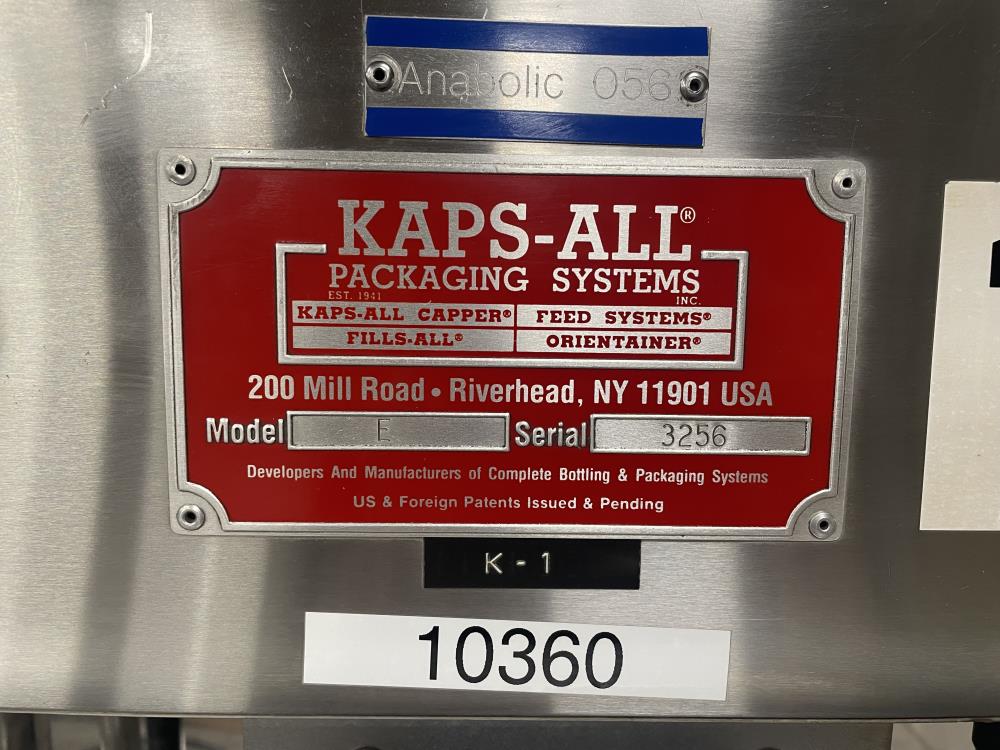 Anabolic
KAPS-ALL®
PACKAGING SYSTEMS
EST. 1941 INC.
KAPS-ALL CAPPER® FEED SYSTEMS®
FILLS-ALL® ORIENTAINER®
200 Mill Road • Riverhead, NY 11901 USA
Model E Serial 3256
Developers And Manufacturers of Complete Bottling & Packaging Systems
US & Foreign Patents Issued & Pending
K-1
10360